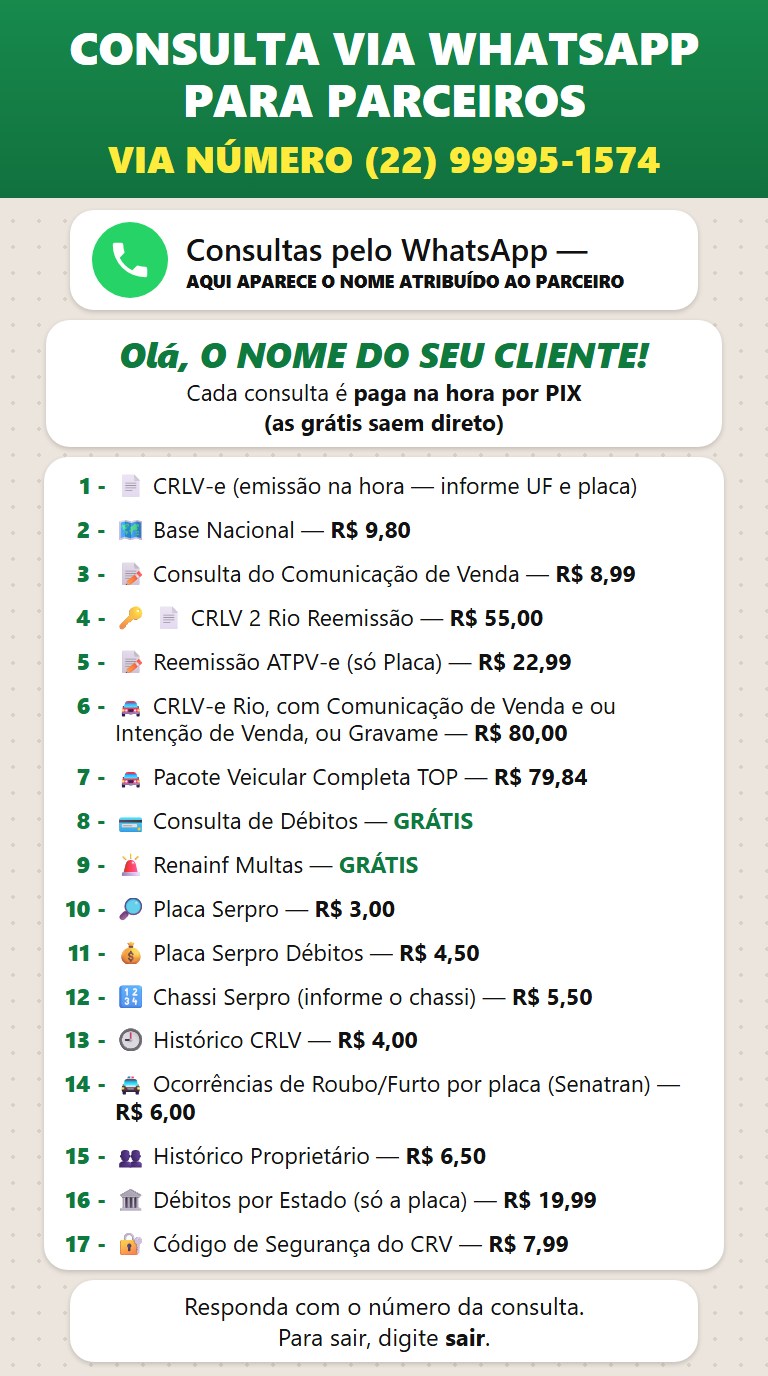 CONSULTA VIA WHATSAPP
PARA PARCEIROS
VIA NÚMERO (22) 99995-1574
Consultas pelo WhatsApp —
AQUI APARECE O NOME ATRIBUÍDO AO PARCEIRO
Olá, O NOME DO SEU CLIENTE!
Cada consulta é paga na hora por PIX
(as grátis saem direto)
1 - 📄 CRLV-e (emissão na hora — informe UF e placa)
2 - 🗺️ Base Nacional — R$ 9,80
3 - 📝 Consulta do Comunicação de Venda — R$ 8,99
4 - 🔑 📄 CRLV 2 Rio Reemissão — R$ 55,00
5 - 📝 Reemissão ATPV-e (só Placa) — R$ 22,99
6 - 🚘 CRLV-e Rio, com Comunicação de Venda e ou
Intenção de Venda, ou Gravame — R$ 80,00
7 - 🚘 Pacote Veicular Completa TOP — R$ 79,84
8 - 💳 Consulta de Débitos — GRÁTIS
9 - 🚨 Renainf Multas — GRÁTIS
10 - 🔎 Placa Serpro — R$ 3,00
11 - 💰 Placa Serpro Débitos — R$ 4,50
12 - 🔢 Chassi Serpro (informe o chassi) — R$ 5,50
13 - 🕘 Histórico CRLV — R$ 4,00
14 - 🚔 Ocorrências de Roubo/Furto por placa (Senatran) —
R$ 6,00
15 - 👥 Histórico Proprietário — R$ 6,50
16 - 🏛️ Débitos por Estado (só a placa) — R$ 19,99
17 - 🔐 Código de Segurança do CRV — R$ 7,99
Responda com o número da consulta.
Para sair, digite sair.